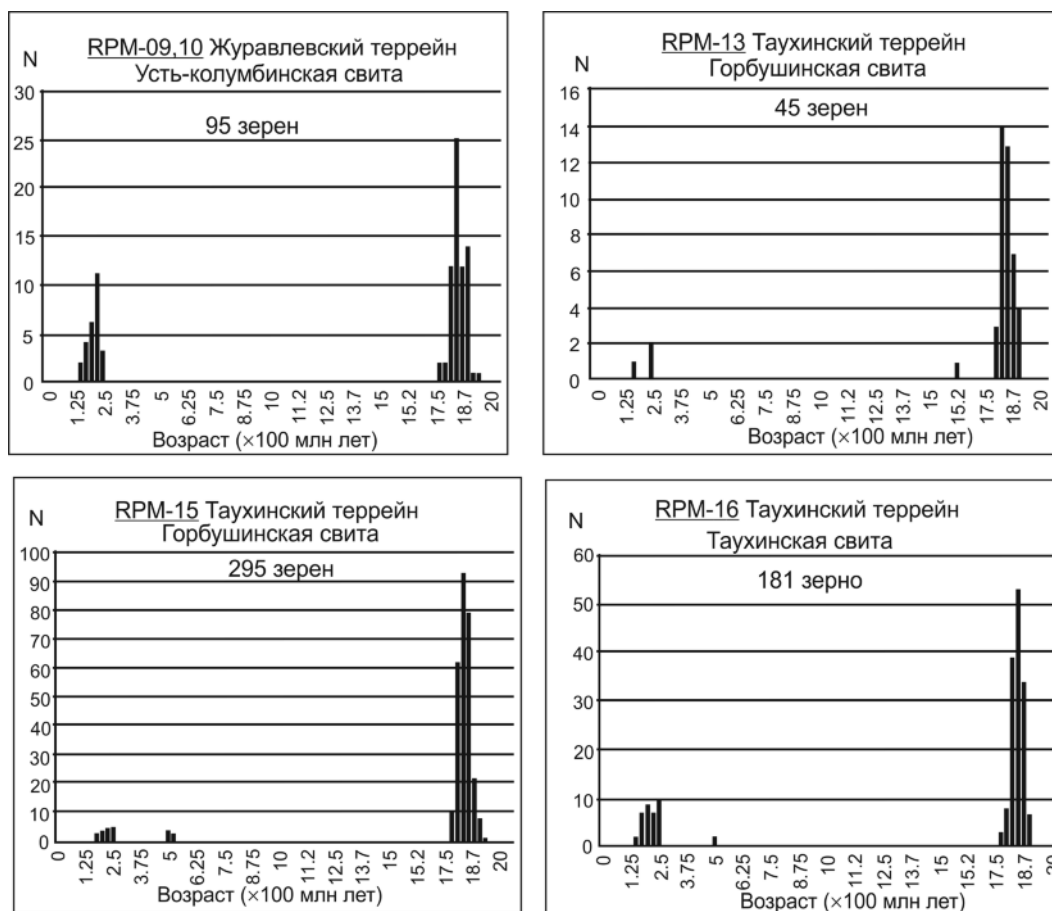 RPM-09,10 Журавлевский террейн
Усть-колумбинская свита
N
95 зерен
30
25
20
15
10
5
0
0 1.25 2.5 3.75 5 6.25 7.5 8.75 10 11.2 12.5 13.7 15 15.2 17.5 18.7 20
Возраст (×100 млн лет)
RPM-13 Таухинский террейн
Горбушинская свита
N
45 зерен
16
14
12
10
8
6
4
2
0
0 1.25 2.5 3.75 5 6.25 7.5 8.75 10 11.2 12.5 13.7 15 15.2 17.5 18.7 20
Возраст (×100 млн лет)
RPM-15 Таухинский террейн
Горбушинская свита
N
295 зерен
100
90
80
70
60
50
40
30
20
10
0
0 1.25 2.5 3.75 5 6.25 7.5 8.75 10 11.2 12.5 13.7 15 15.2 17.5 18.7 20
Возраст (×100 млн лет)
RPM-16 Таухинский террейн
Таухинская свита
N
181 зерно
60
50
40
30
20
10
0
0 1.25 2.5 3.75 5 6.25 7.5 8.75 10 11.2 12.5 13.7 15 15.2 17.5 18.7 20
Возраст (×100 млн лет)